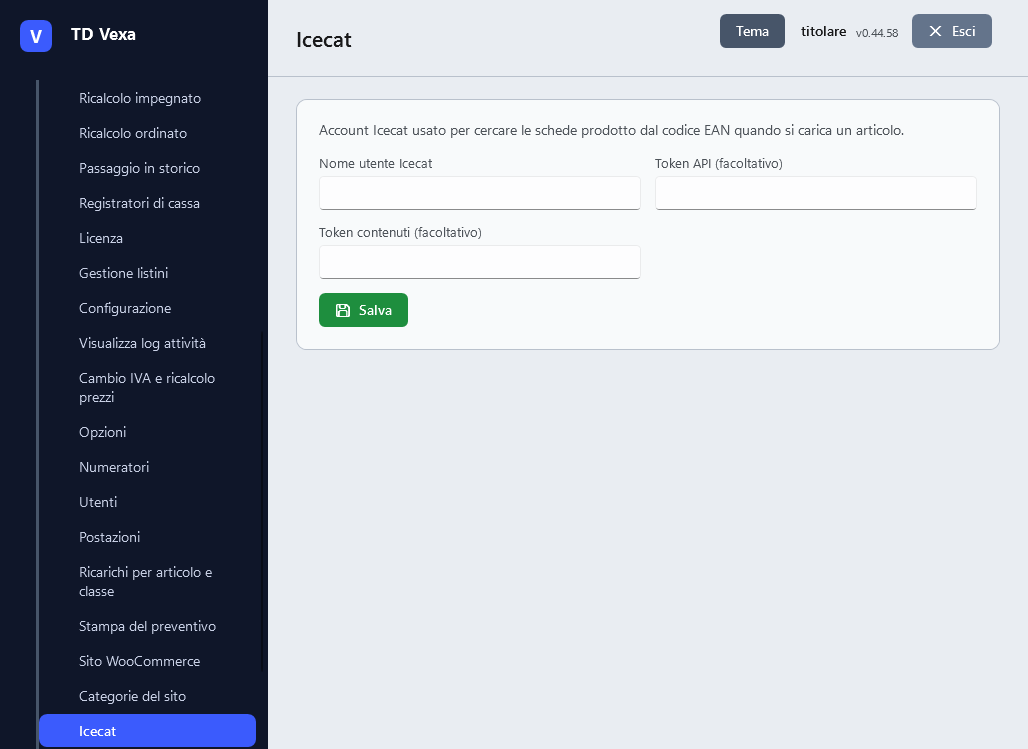 V
TD Vexa
Ricalcolo impegnato
Ricalcolo ordinato
Passaggio in storico
Registratori di cassa
Licenza
Gestione listini
Configurazione
Visualizza log attività
Cambio IVA e ricalcolo
prezzi
Opzioni
Numeratori
Utenti
Postazioni
Ricarichi per articolo e
classe
Stampa del preventivo
Sito WooCommerce
Categorie del sito
Icecat
Icecat
Tema
titolare
v0.44.58
Esci
Account Icecat usato per cercare le schede prodotto dal codice EAN quando si carica un articolo.
Nome utente Icecat
Token API (facoltativo)
Token contenuti (facoltativo)
Salva